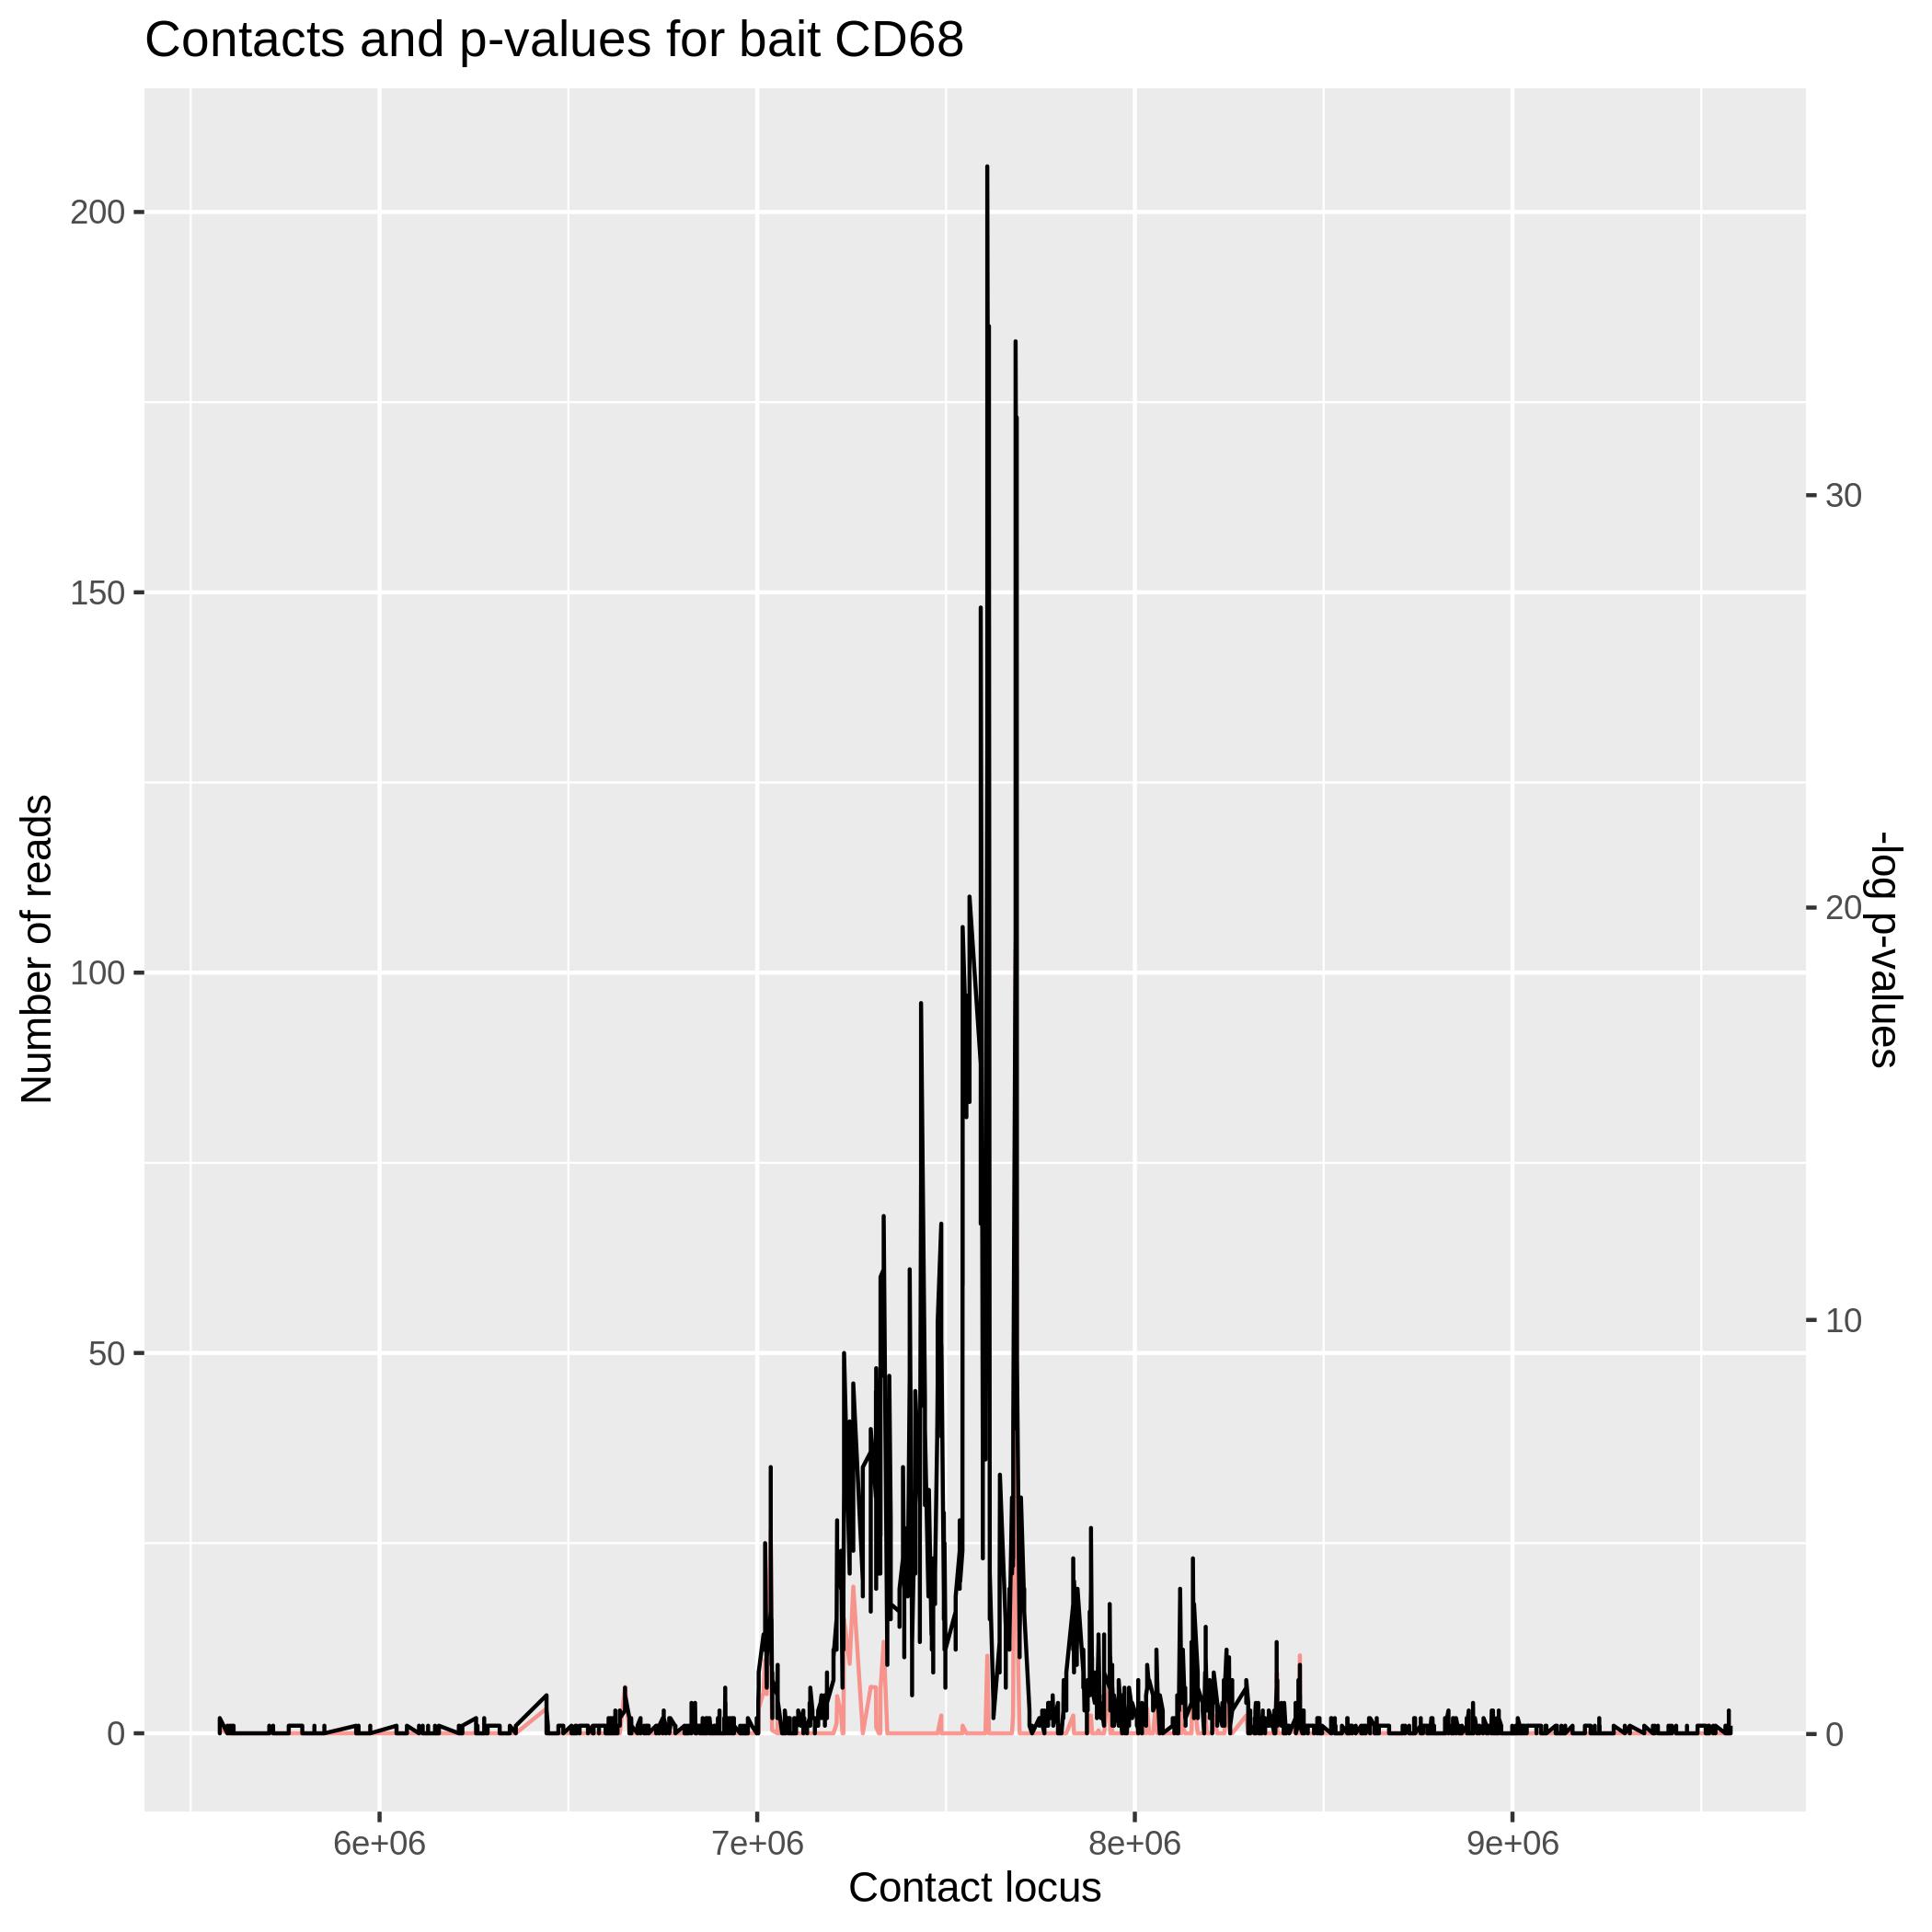 Contacts and p-values for bait CD68
Number of reads
200
150
100
50
0
30
20
10
0
-log p-values
6e+06 7e+06 8e+06 9e+06
Contact locus